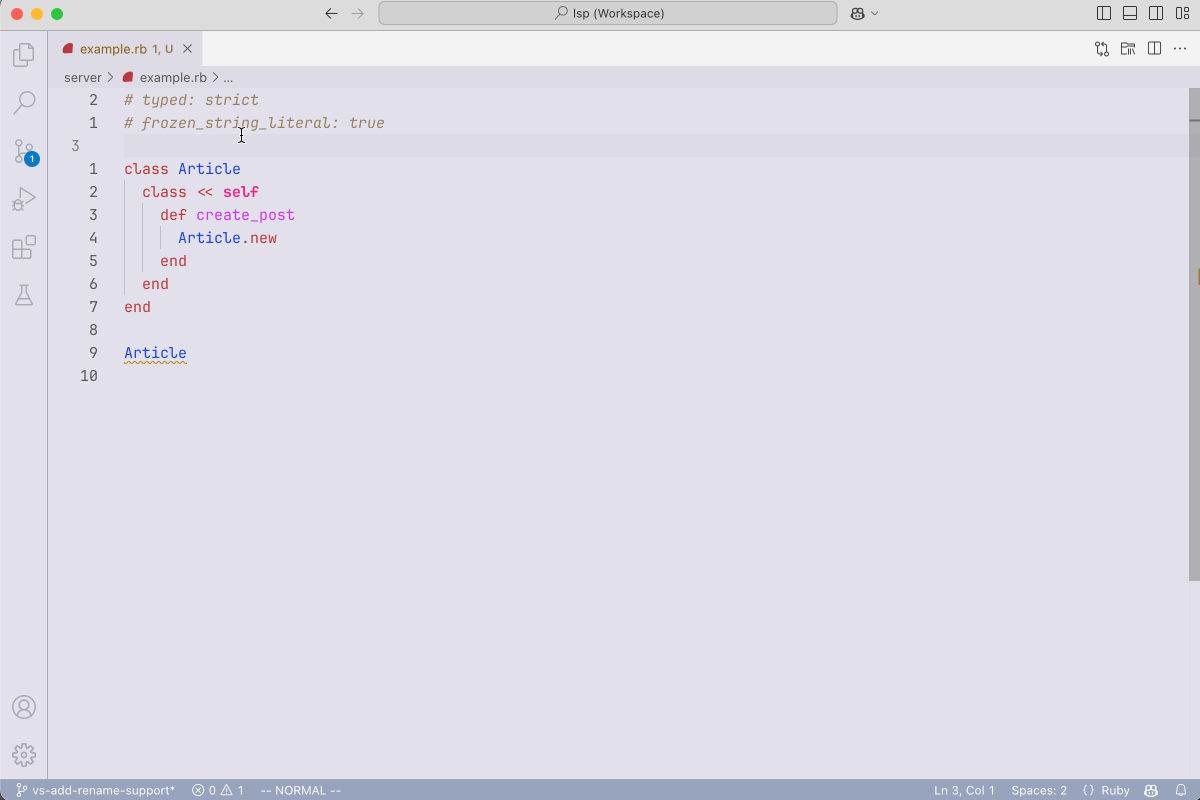 lsp (Workspace)
example.rb 1, U
server > example.rb > ...
2 # typed: strict
1 # frozen_string_literal: true
3
1 class Article
2 class << self
3 def create_post
4 Article.new
5 end
6 end
7 end
8
9 Article
10
1
vs-add-rename-support* 0 1 -- NORMAL -- Ln 3, Col 1 Spaces: 2 {} Ruby